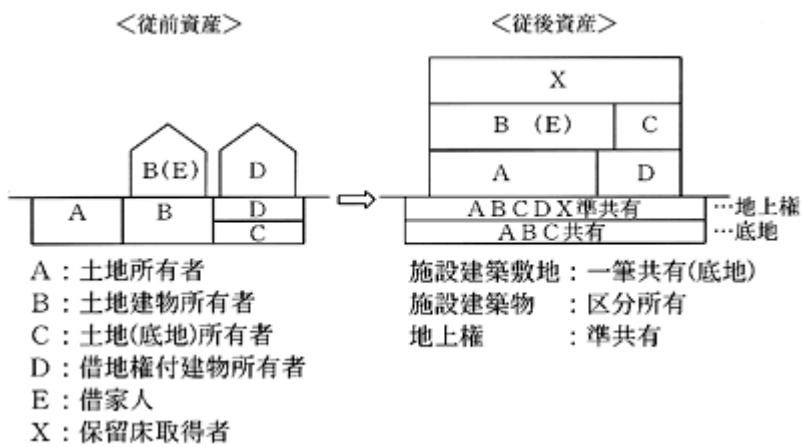 <従前資産>
<従後資産>
X
B (E)
C
B(E)
D
A
D
A
B
D
C
ABCDX準共有
…地上権
ABC共有
…底地
A:土地所有者
B:土地建物所有者
C:土地(底地)所有者
D:借地権付建物所有者
E:借家人
X:保留床取得者
施設建築敷地:一筆共有(底地)
施設建築物 :区分所有
地上権 :準共有